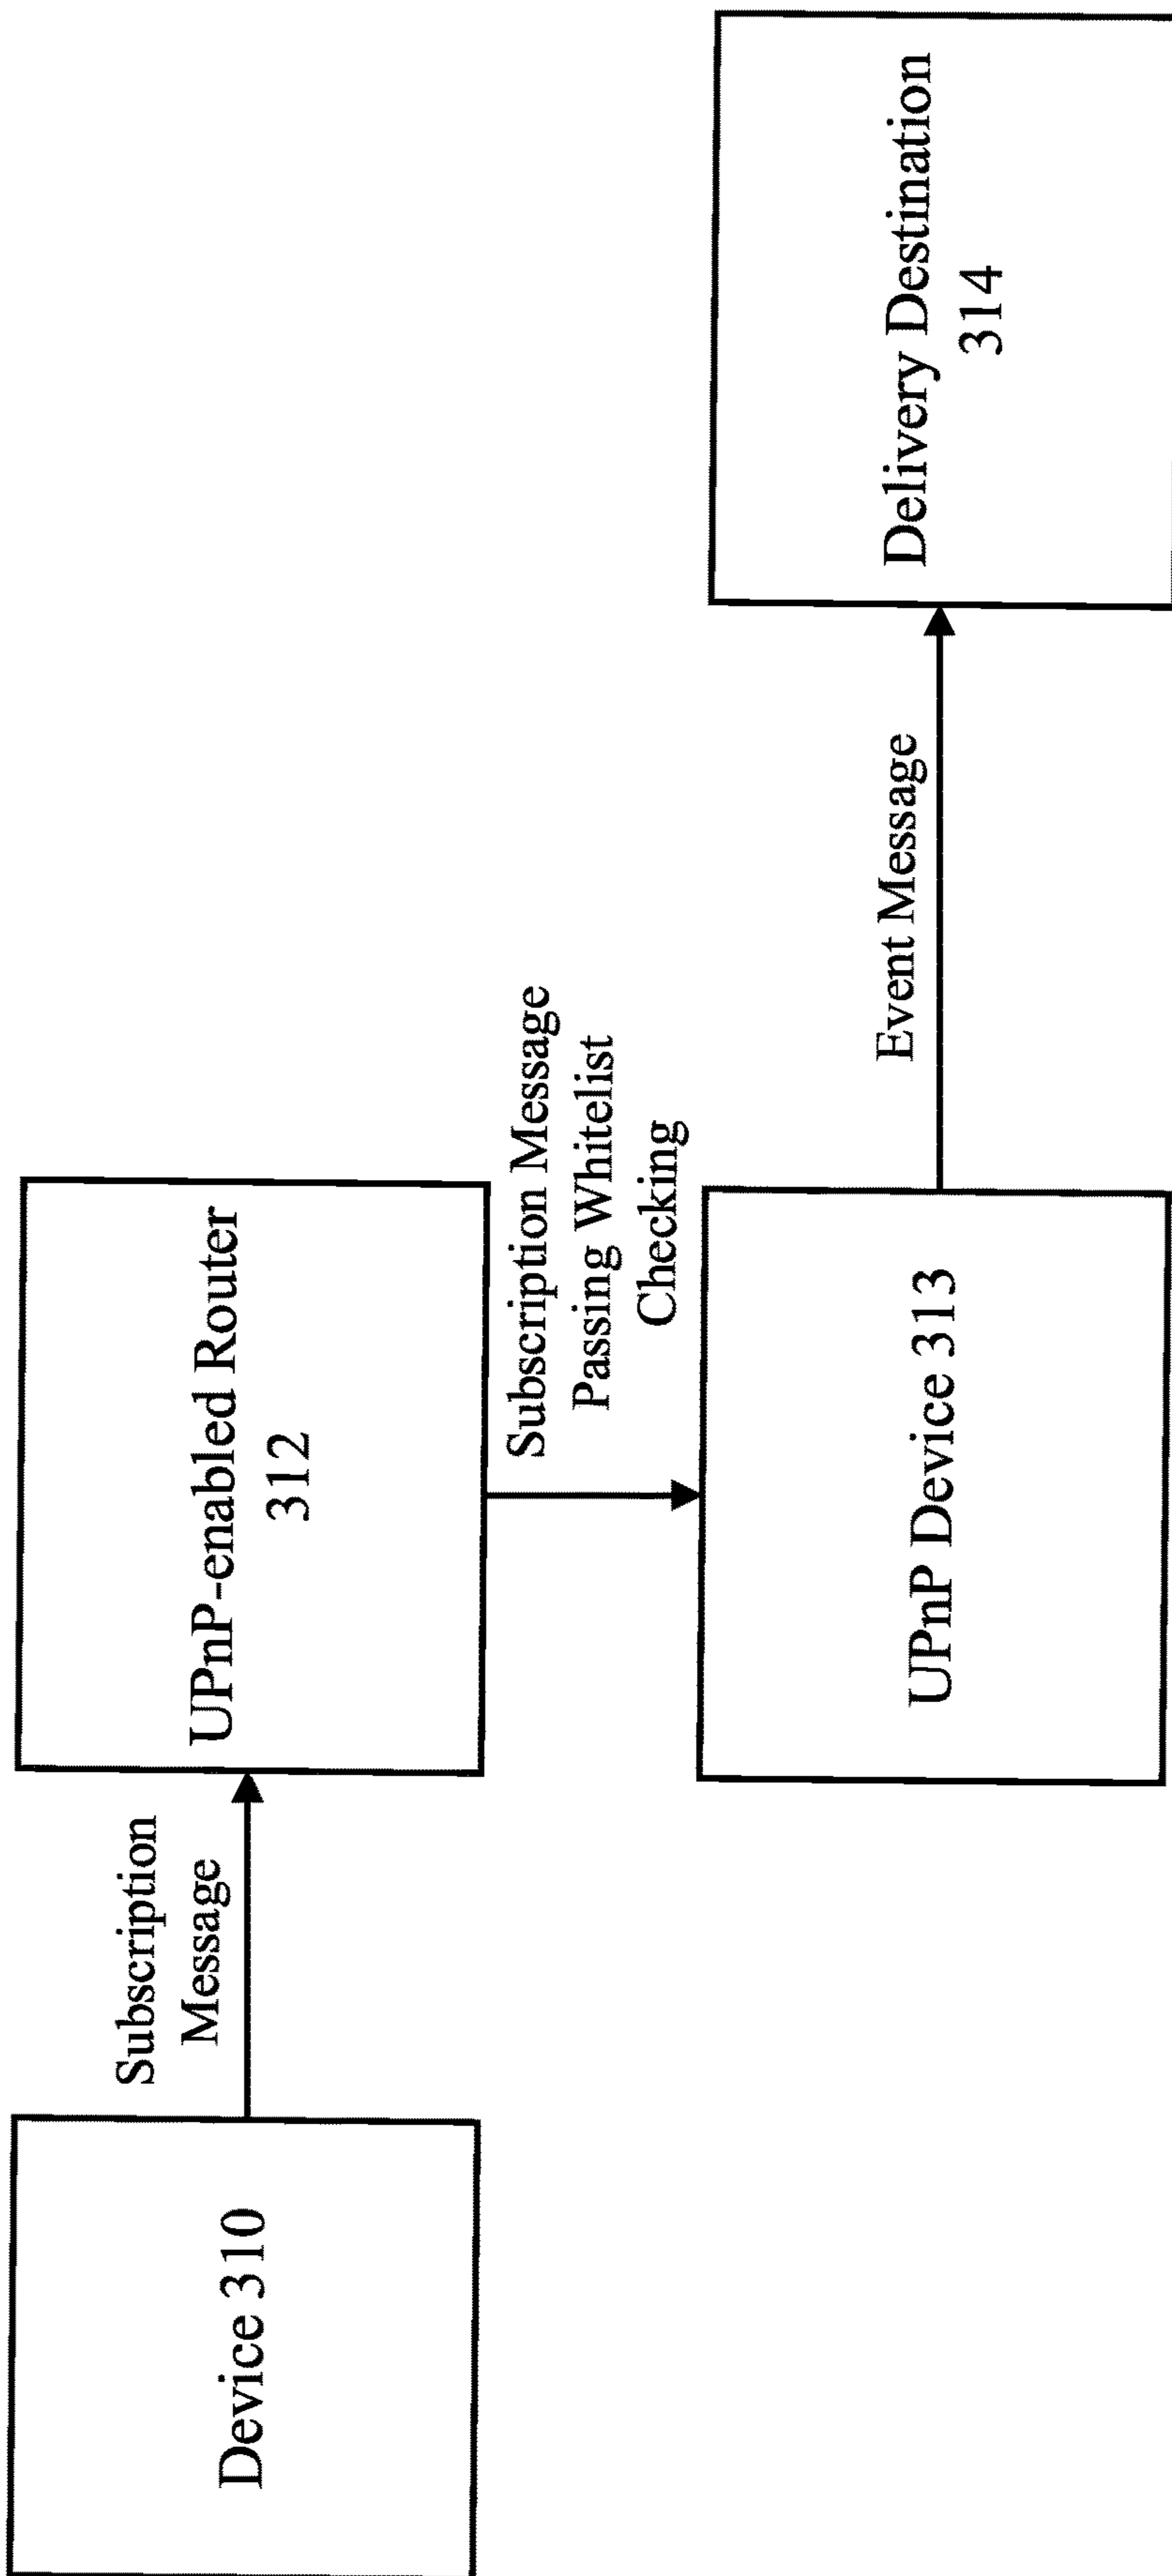 Device 310
Subscription
Message
UPnP-enabled Router
312
Subscription Message
Passing Whitelist
Checking
UPnP Device 313
Event Message
Delivery Destination
314